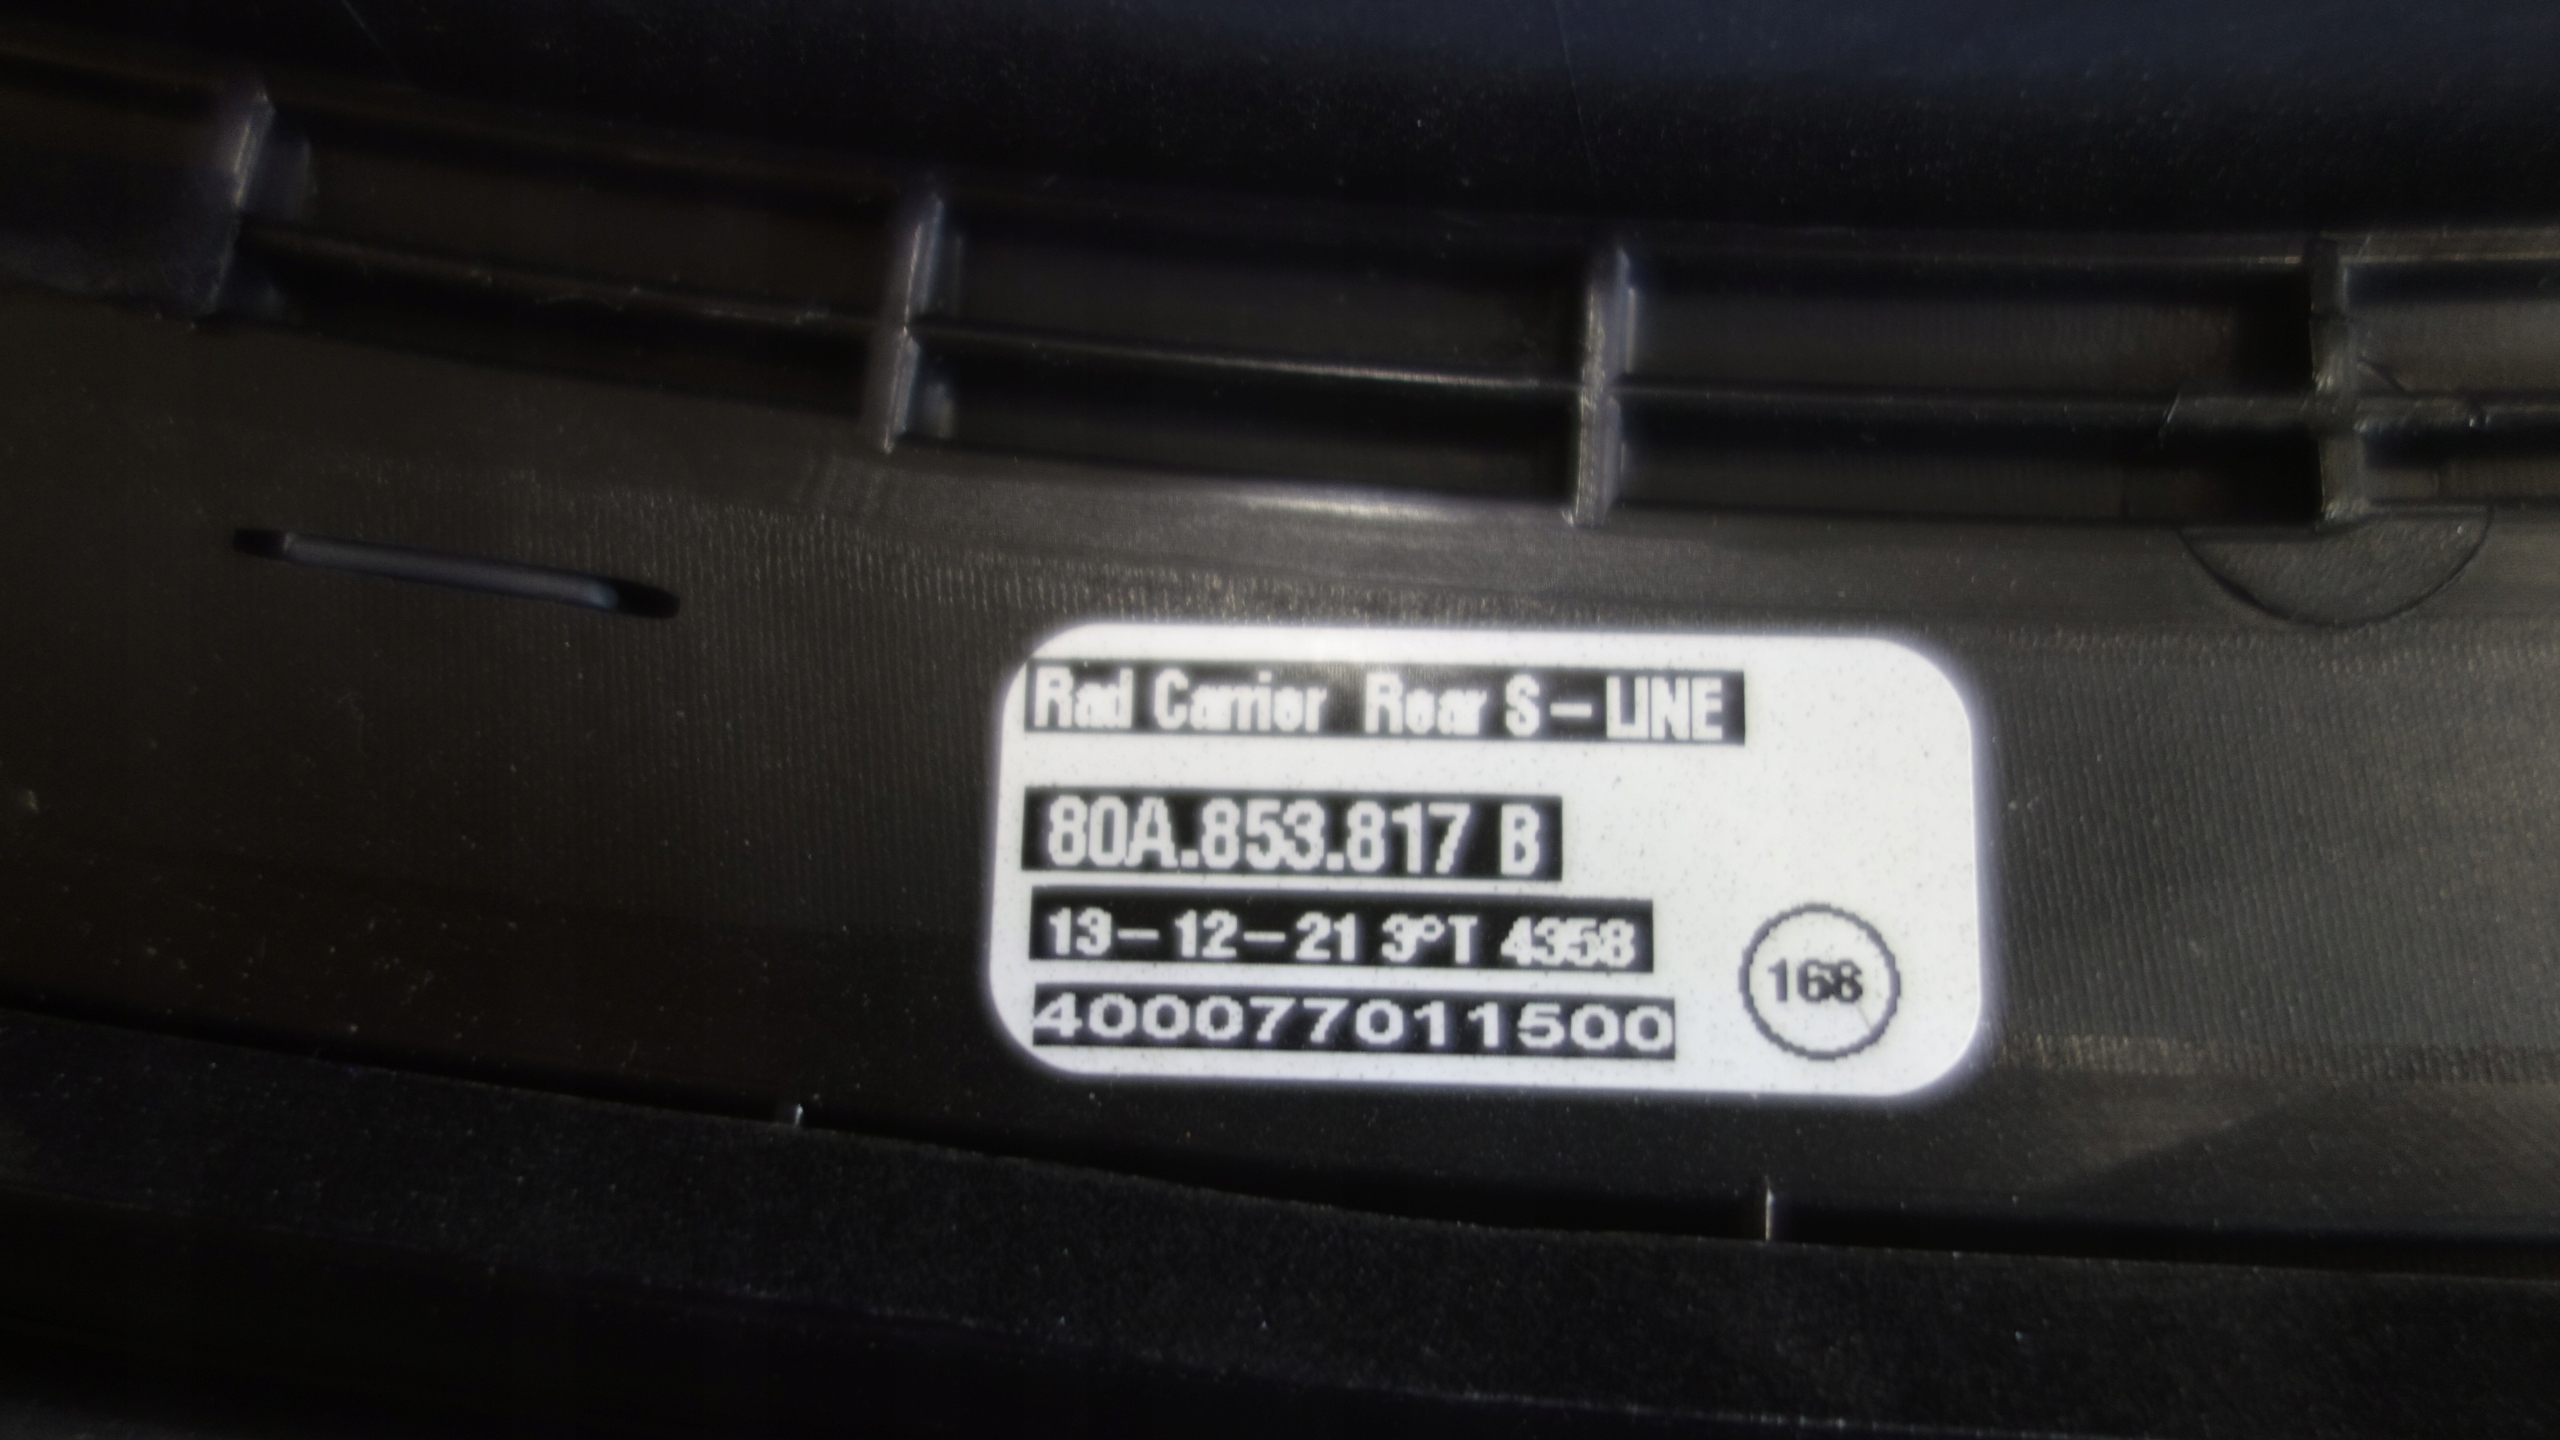 Rad Carrier Rear S-LINE
80A.853.817 B
13-12-21 3°T 4358
400077011500
168